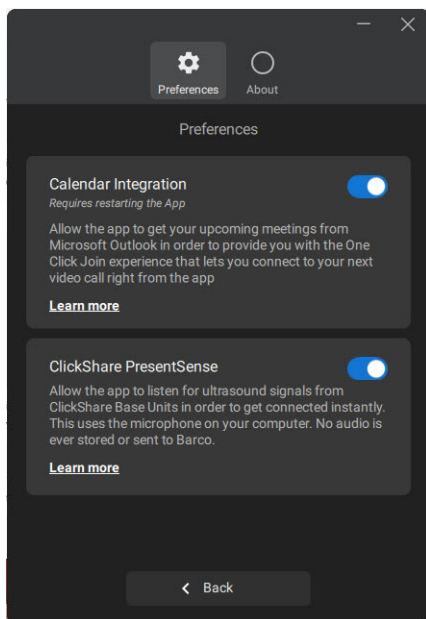 Preferences
About
Preferences
Calendar Integration
Requires restarting the App
Allow the app to get your upcoming meetings from
Microsoft Outlook in order to provide you with the One
Click Join experience that lets you connect to your next
video call right from the app
Learn more
ClickShare PresentSense
Allow the app to listen for ultrasound signals from
ClickShare Base Units in order to get connected instantly.
This uses the microphone on your computer. No audio is
ever stored or sent to Barco.
Learn more
Back